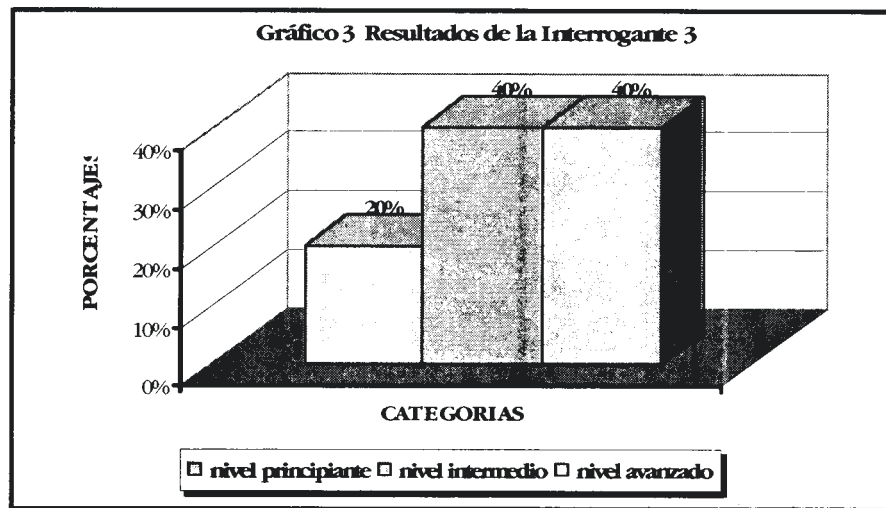 Gráfico 3 Resultados de la Interrogante 3
40% 40%
20%
40%
30%
20%
10%
0%
PORCENTAJES
CATEGORIAS
nivel principiante nivel intermedio nivel avanzado